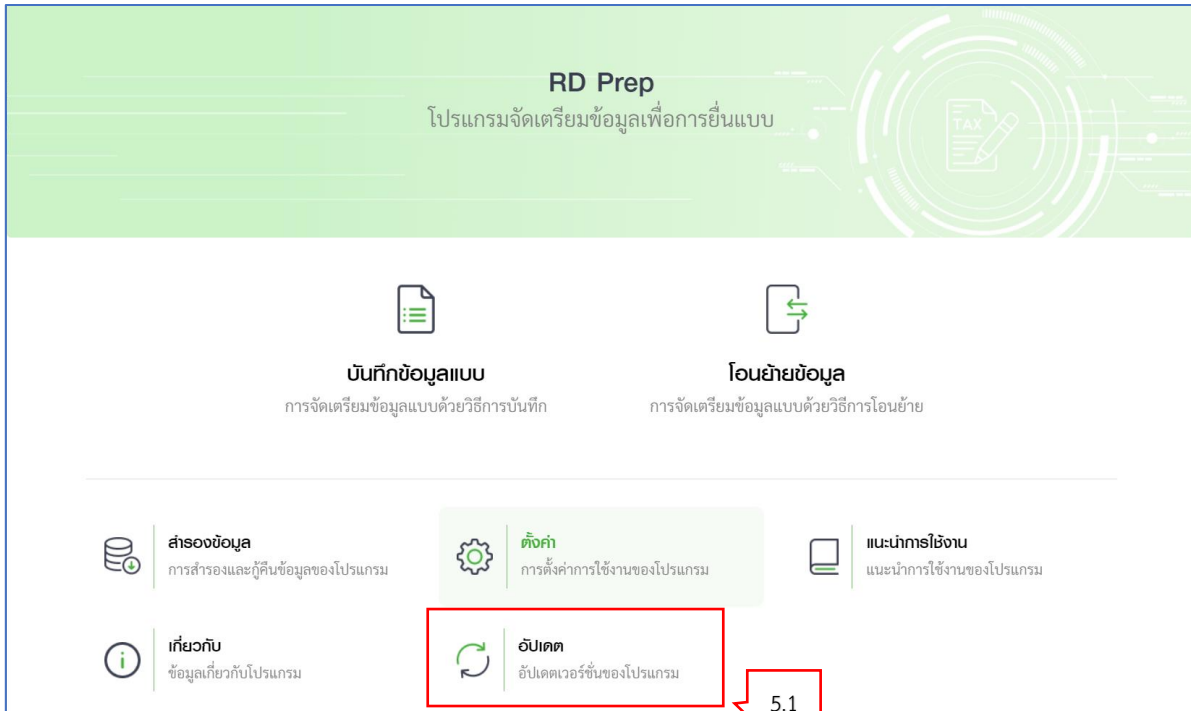 RD Prep
โปรแกรมจัดเตรียมข้อมูลเพื่อการยื่นแบบ
TAX
บันทึกข้อมูลแบบ
การจัดเตรียมข้อมูลแบบด้วยวิธีการบันทึก
โอนย้ายข้อมูล
การจัดเตรียมข้อมูลแบบด้วยวิธีการโอนย้าย
สำรองข้อมูล
การสำรองและกู้คืนข้อมูลของโปรแกรม
ตั้งค่า
การตั้งค่าการใช้งานของโปรแกรม
แนะนำการใช้งาน
แนะนำการใช้งานของโปรแกรม
เกี่ยวกับ
ข้อมูลเกี่ยวกับโปรแกรม
อัปเดต
อัปเดตเวอร์ชั่นของโปรแกรม
5.1